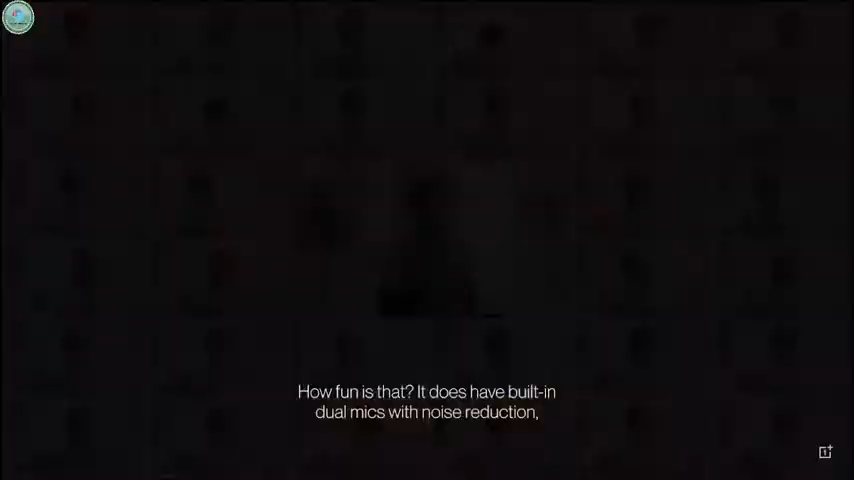 How fun is that? It does have built-in
dual mics with noise reduction,